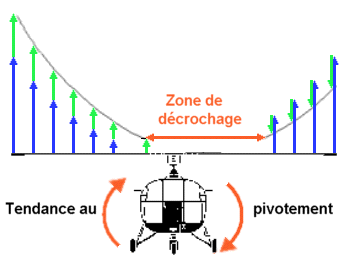 Zone de
décrochage
Tendance au
pivotement